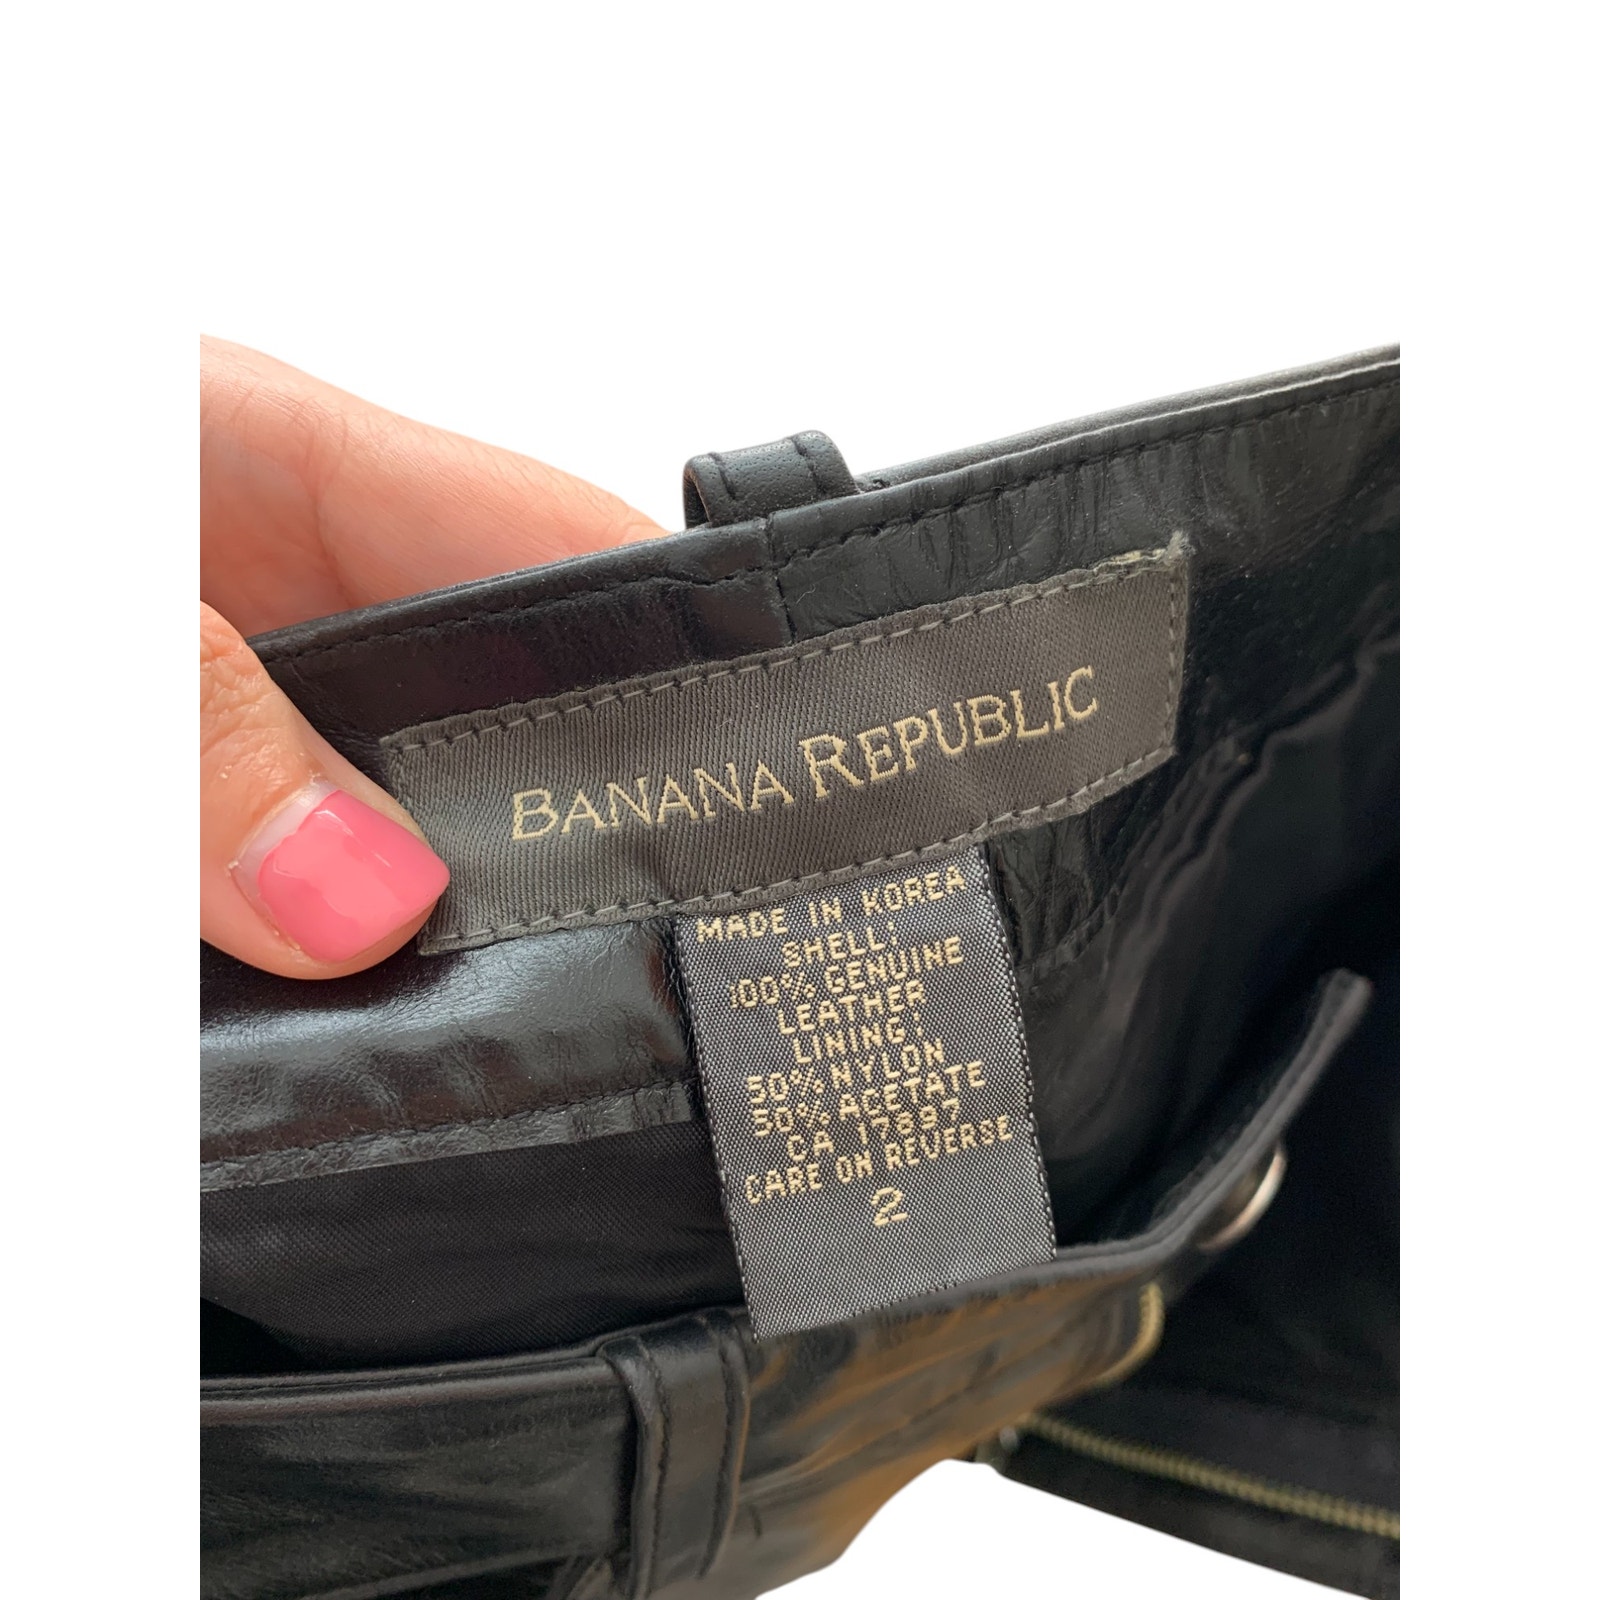 BANANA REPUBLIC
MADE IN KOREA
SHELL:
100% GENUINE
LEATHER
LINING:
50% NYLON
50% ACETATE
CA 17897
CARE ON REVERSE
2